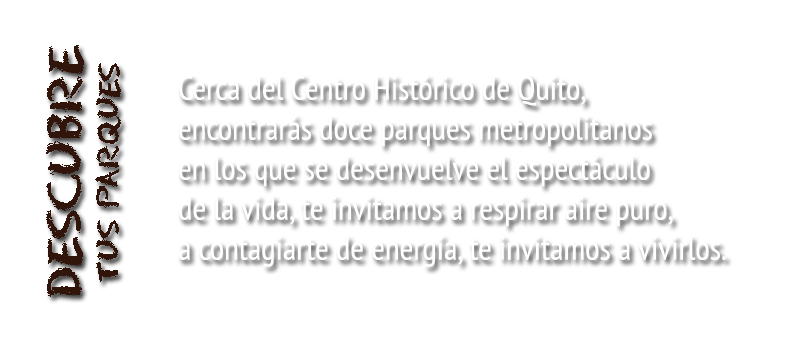 DESCUBRE
TUS PARQUES
Cerca del Centro Histórico de Quito,
encontrarás doce parques metropolitanos
en los que se desenvuelve el espectáculo
de la vida, te invitamos a respirar aire puro,
a contagiarte de energía, te invitamos a vivirlos.